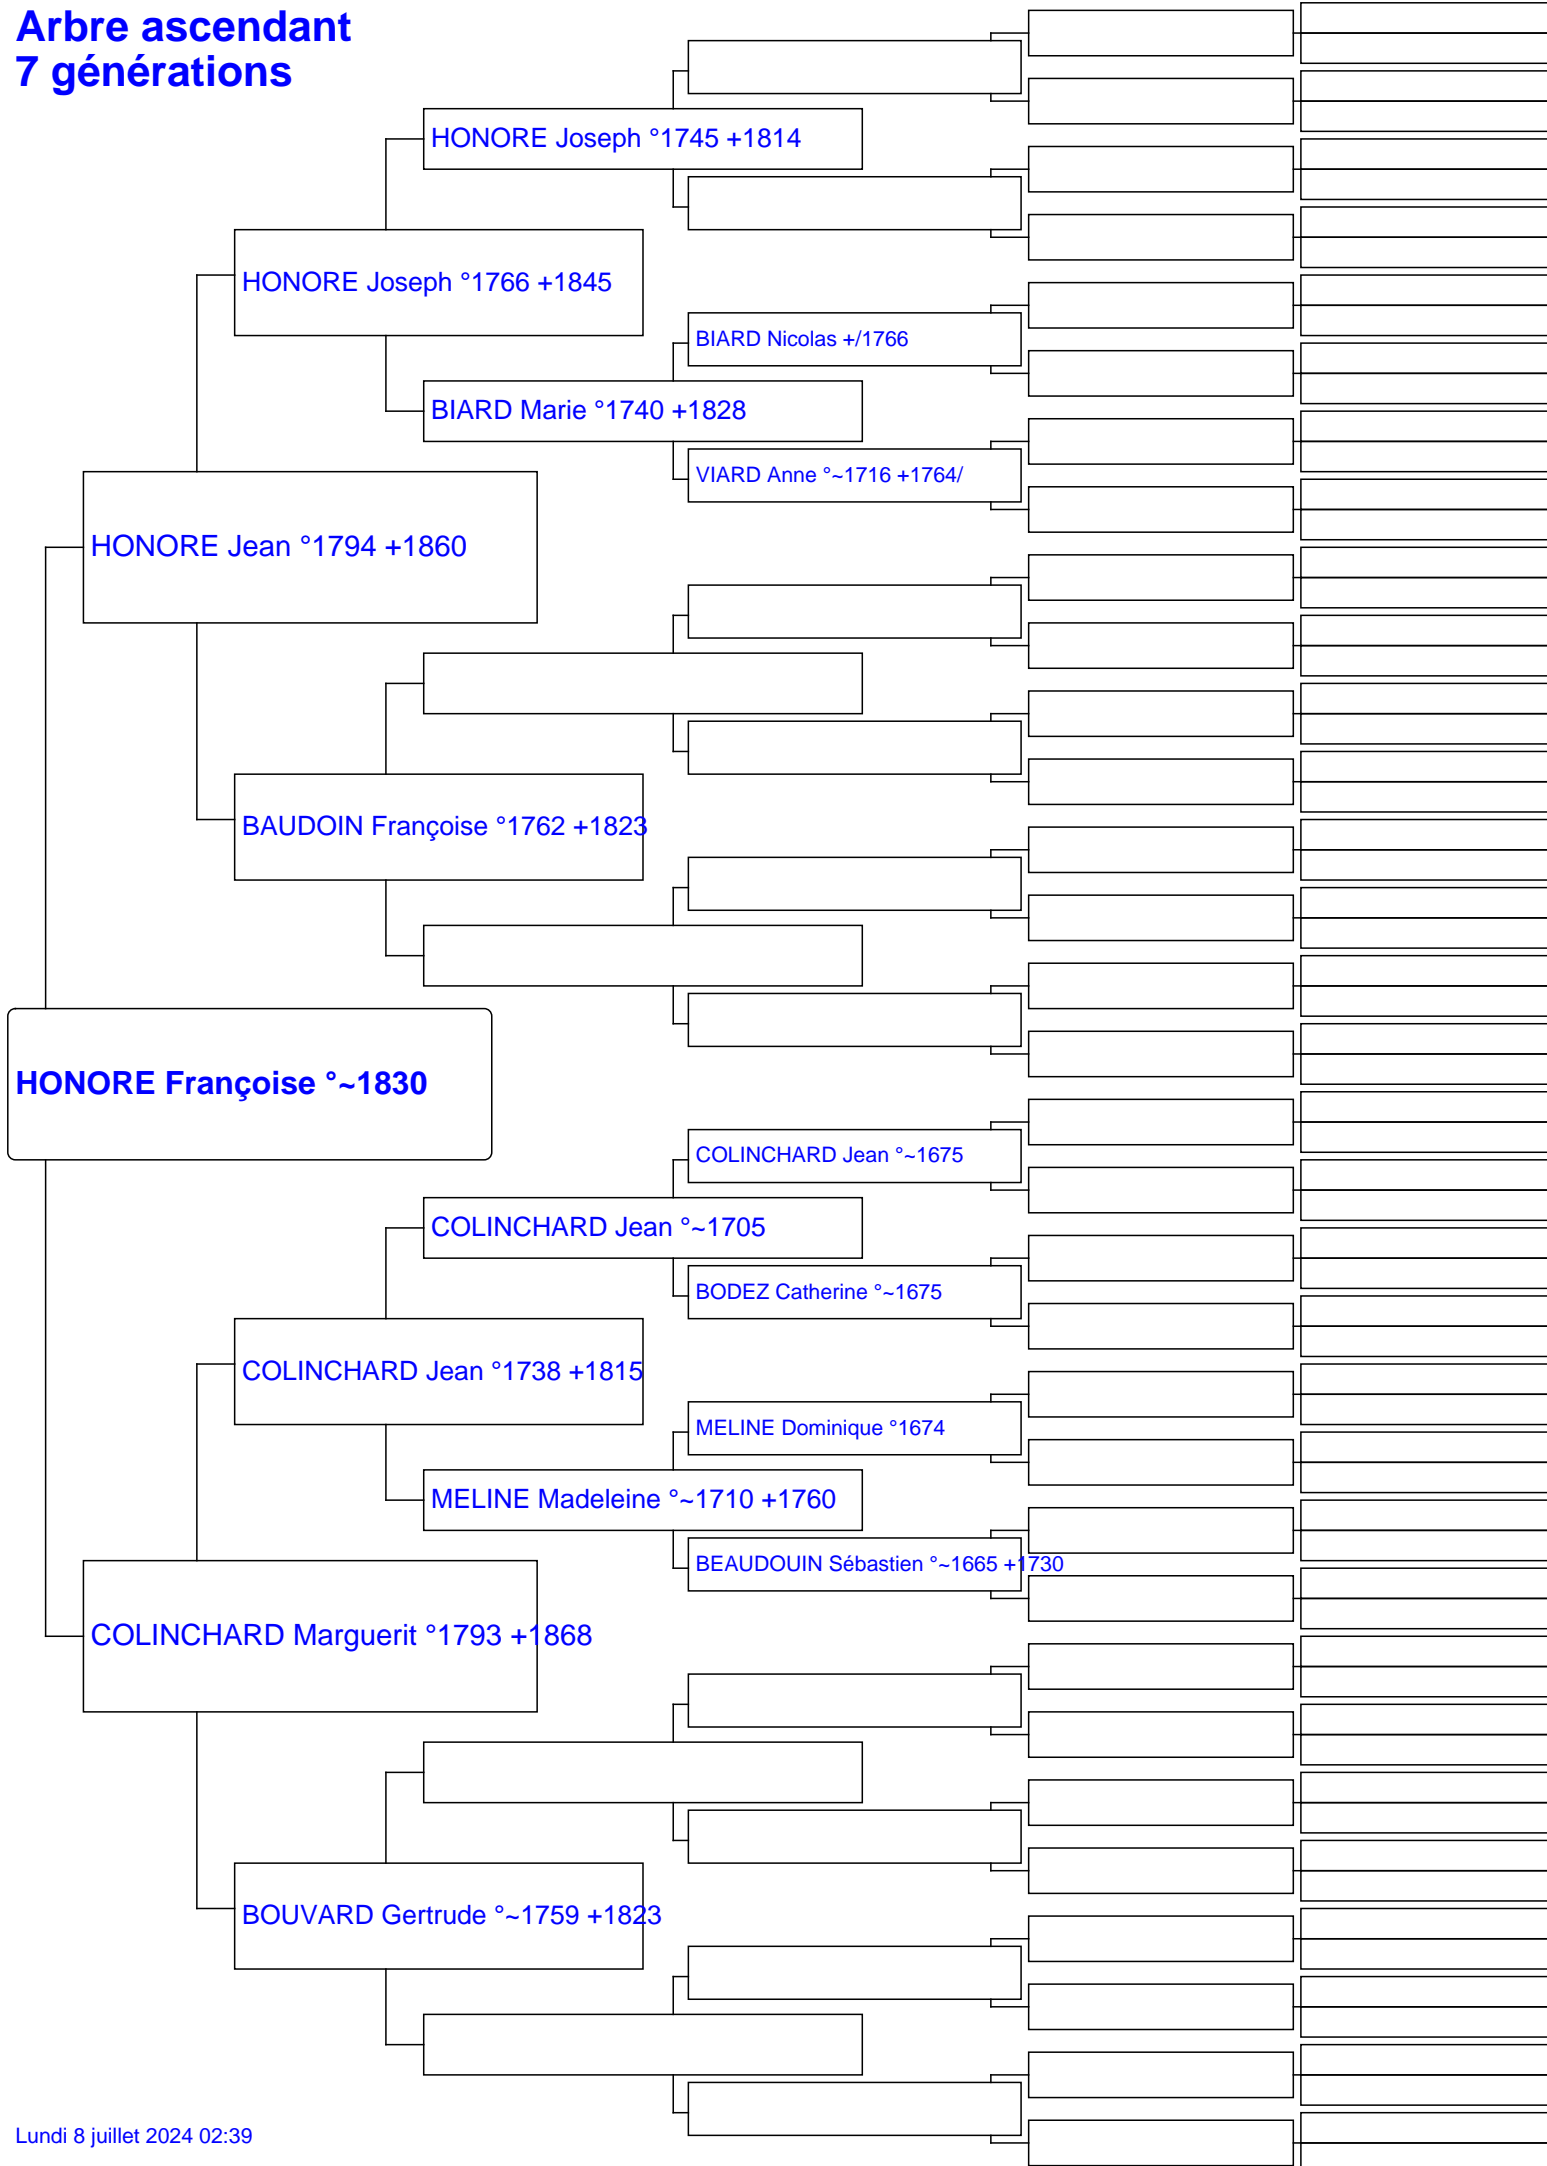 Arbre ascendant
7 générations
HONORE Joseph °1745 +1814
HONORE Joseph °1766 +1845
BIARD Nicolas +/1766
BIARD Marie °1740 +1828
VIARD Anne °~1716 +1764/
HONORE Jean °1794 +1860
BAUDOIN Françoise °1762 +1823
HONORE Françoise °~1830
COLINCHARD Jean °~1675
COLINCHARD Jean °~1705
BODEZ Catherine °~1675
COLINCHARD Jean °1738 +1815
MELINE Dominique °1674
MELINE Madeleine °~1710 +1760
BEAUDOUIN Sébastien °~1665 +1730
COLINCHARD Marguerit °1793 +1868
BOUVARD Gertrude °~1759 +1823
Lundi 8 juillet 2024 02:39